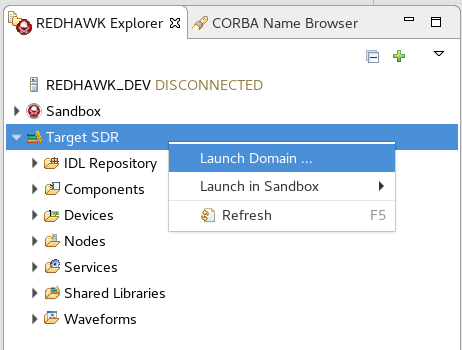 REDHAWK Explorer CORBA Name Browser
REDHAWK_DEV DISCONNECTED
Sandbox
Target SDR
Launch Domain ...
IDL Repository
Launch in Sandbox
Components
Devices
Refresh F5
Nodes
Services
Shared Libraries
Waveforms